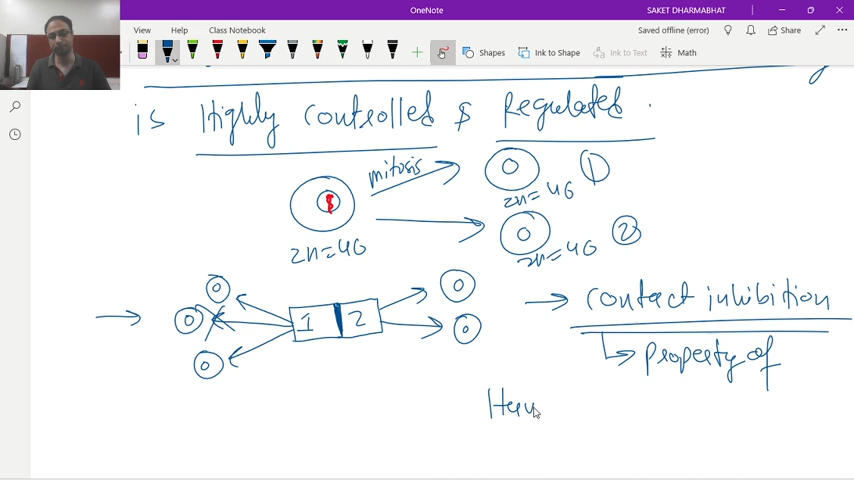 OneNote
SAKET DHARMABHAT
View Help Class Notebook
Saved offline (error)
Share
Shapes
Ink to Shape
Ink to Text
Math
is Highly controlled & Regulated.
mitosis
2n=46
1
2n=46
2n=46
2
1 2
→ contact inhibition
property of